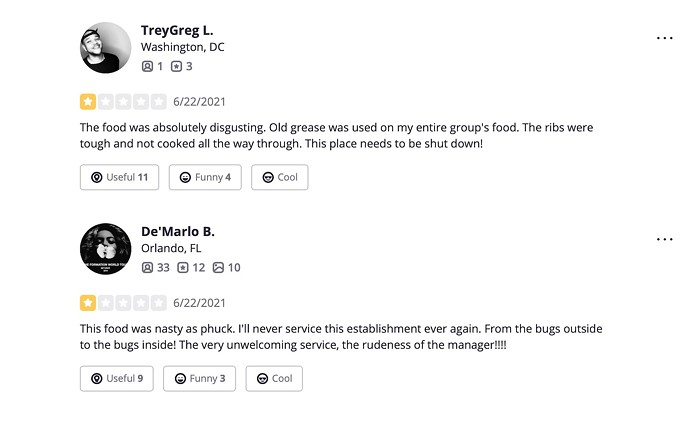 TreyGreg L.
Washington, DC
1 3
6/22/2021
The food was absolutely disgusting. Old grease was used on my entire group's food. The ribs were
tough and not cooked all the way through. This place needs to be shut down!
Useful 11 Funny 4 Cool
De'Marlo B.
Orlando, FL
33 12 10
6/22/2021
This food was nasty as phuck. I'll never service this establishment ever again. From the bugs outside
to the bugs inside! The very unwelcoming service, the rudeness of the manager!!!!
Useful 9 Funny 3 Cool